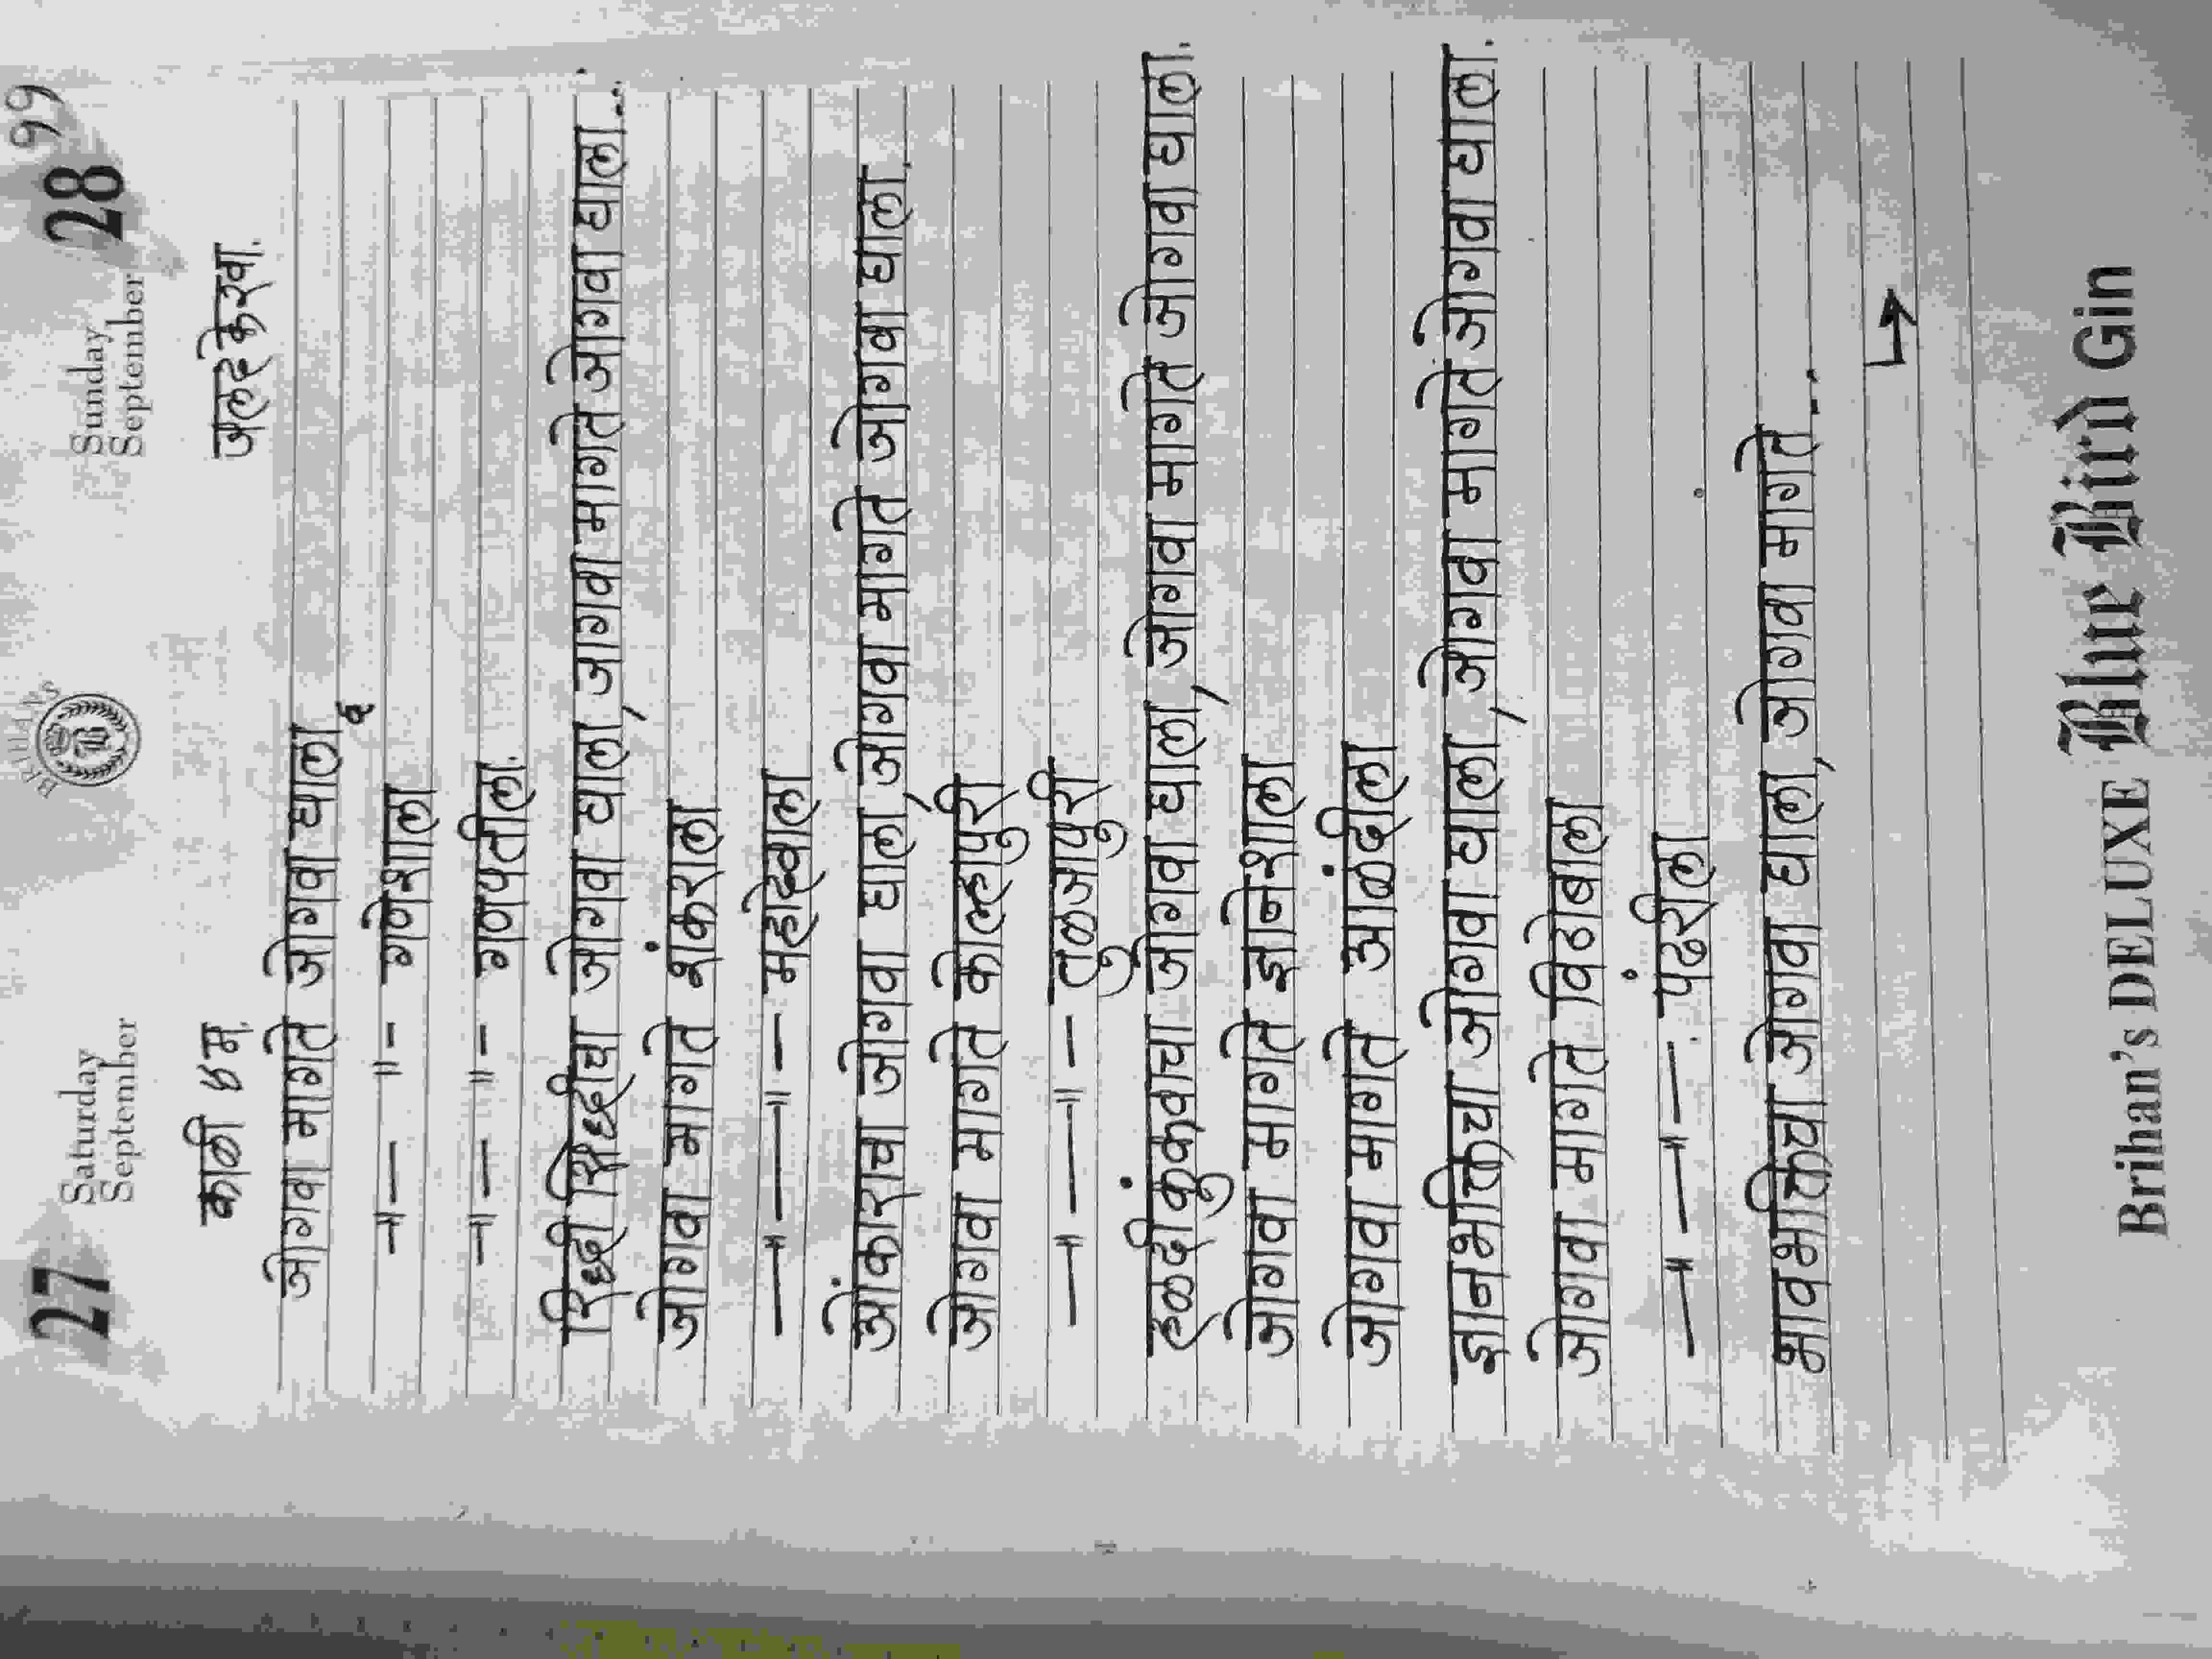 27 Saturday September BRIHANS B Sunday September 28 99
काळी ४ म. जलद केरवा.
जोगवा मागते जोगवा घाला,
-"- "- गणेशाला
-"- "- गणपतीला.
रिध्दी सिध्दीचा जोगवा घाला, जागवा मागते जोगवा घाला...
जोगवा मागते शंकराला
—"—"— महादेवाला
ओंकाराचा जोगवा घाला, जोगवा मागते जोगवा घाला.
जोगवा मागते कोल्हापुरी
—"—"— तुळजापुरी
हळदीकुंकवाचा जोगवा घाला, जोगवा मागते जोगवा घाला.
जोगवा मागते ज्ञानेशाला
जोगवा मागते आळंदीला
ज्ञानभक्तिचा जोगवा घाला, जोगवा मागते जोगवा घाला.
जोगवा मागते विठोबाला
—"—"—. पंढरीला
भावभक्तिचा जोगवा घाला, जोगवा मागते...
Brihan's DELUXE Blue Bird Gin